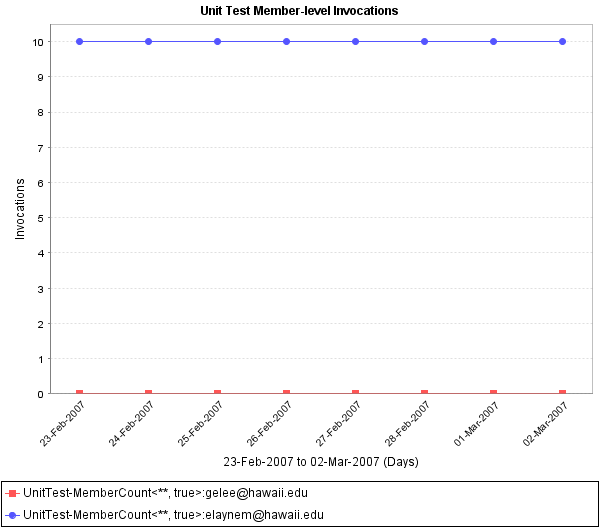 Unit Test Member-level Invocations
10
9
8
7
6
5
4
3
2
1
0
Invocations
23-Feb-2007
24-Feb-2007
25-Feb-2007
26-Feb-2007
27-Feb-2007
28-Feb-2007
01-Mar-2007
02-Mar-2007
23-Feb-2007 to 02-Mar-2007 (Days)
UnitTest-MemberCount<**, true>:gelee@hawaii.edu
UnitTest-MemberCount<**, true>:elaynem@hawaii.edu